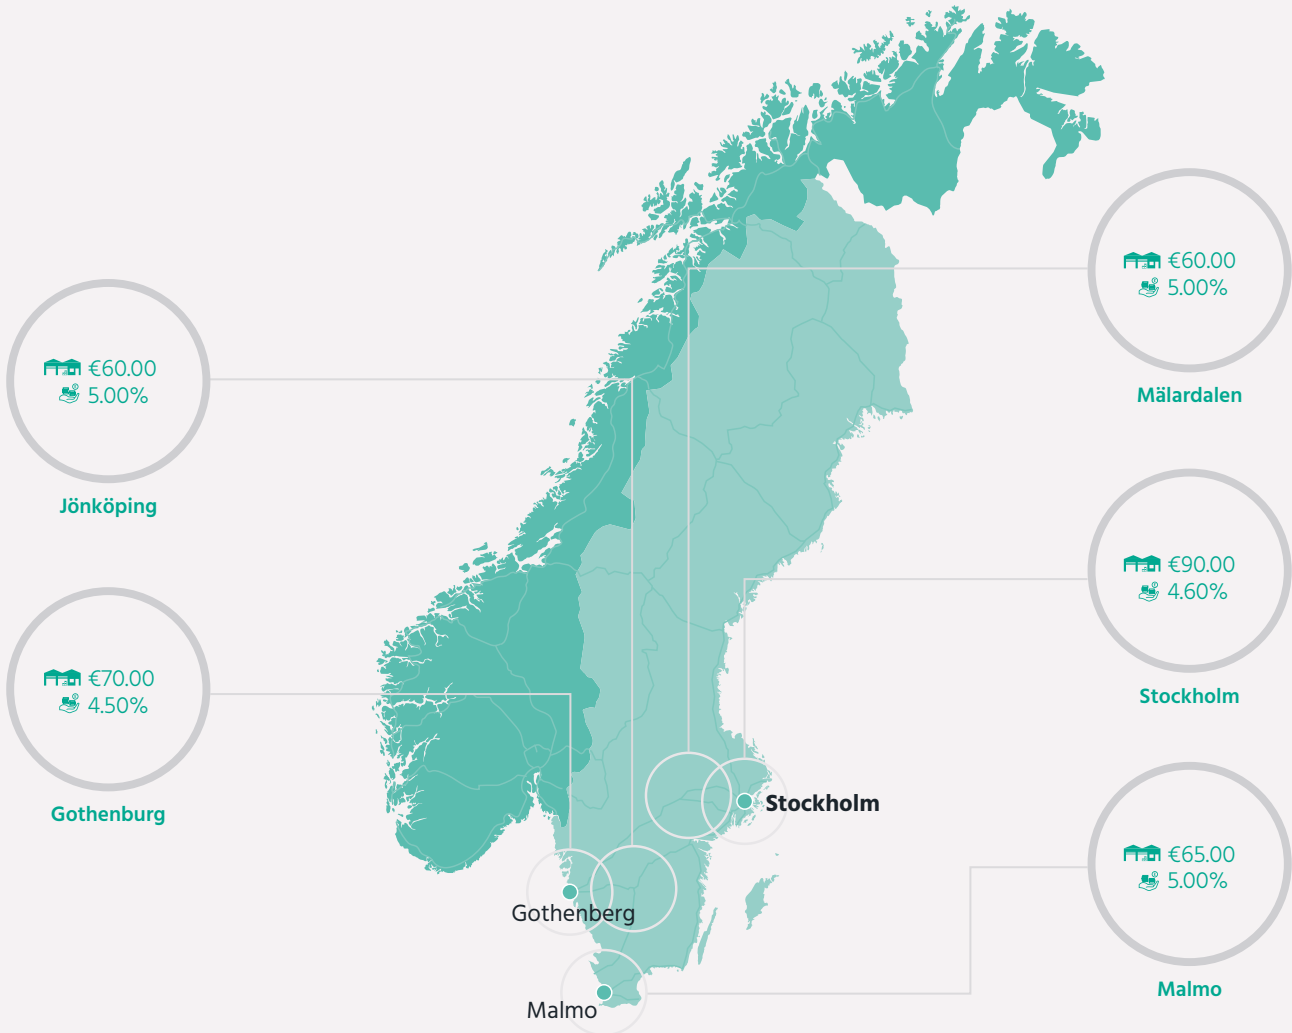 €60.00
5.00%
Jönköping
€70.00
4.50%
Gothenburg
€60.00
5.00%
Mälardalen
€90.00
4.60%
Stockholm
€65.00
5.00%
Malmo
Stockholm
Gothenberg
Malmo